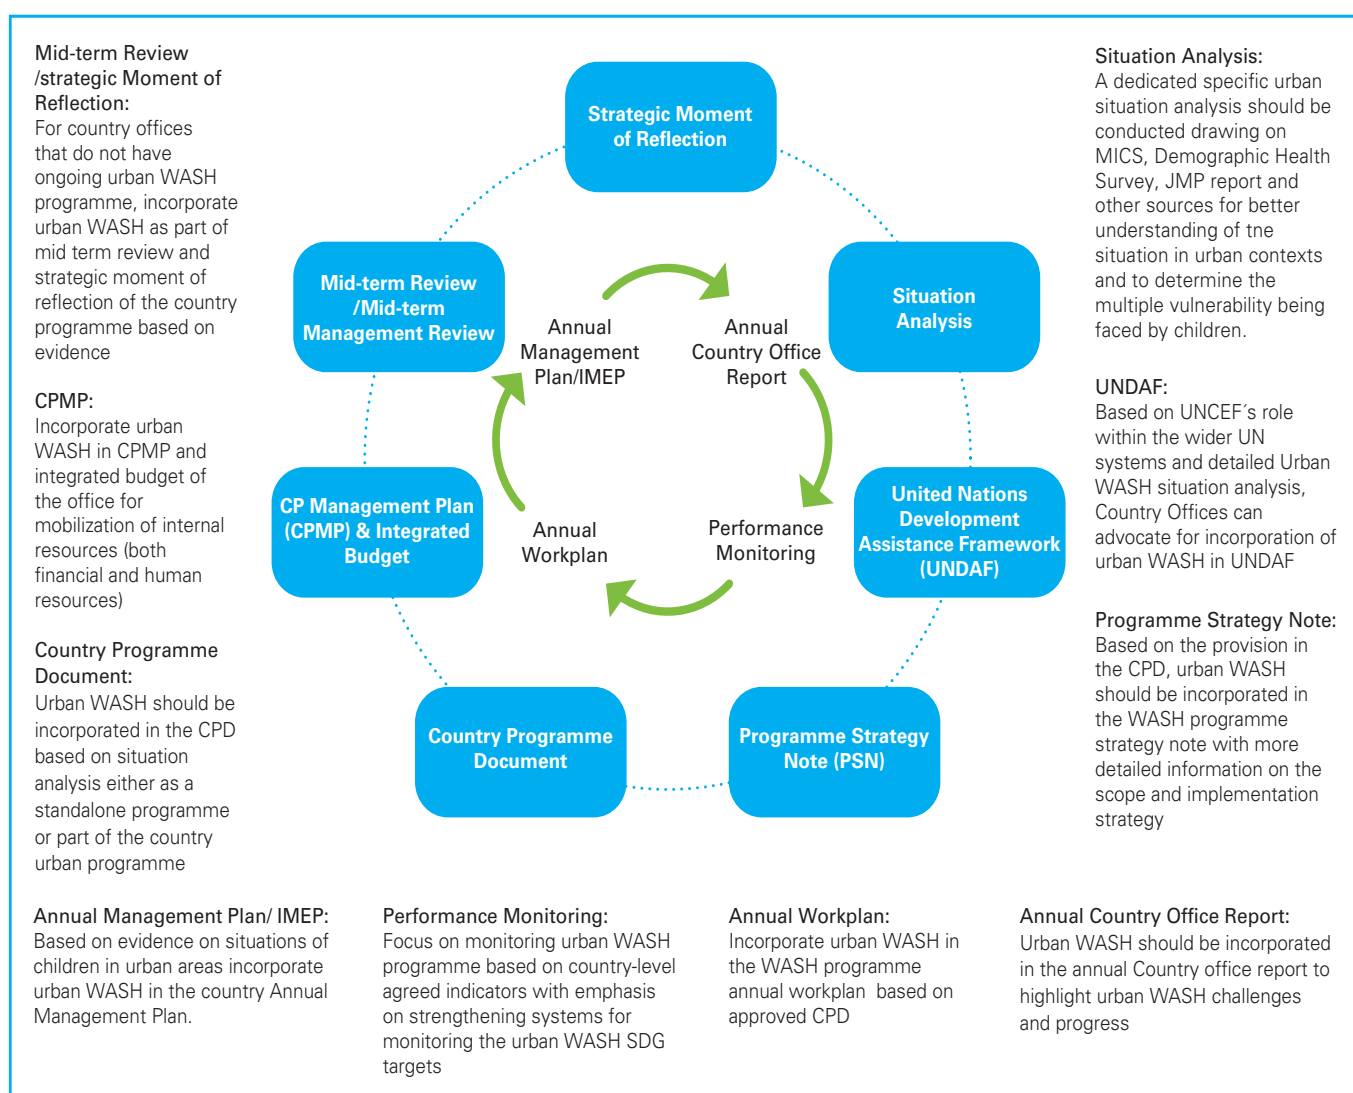 Mid-term Review
/strategic Moment of
Reflection:
For country offices
that do not have
ongoing urban WASH
programme, incorporate
urban WASH as part of
mid term review and
strategic moment of
reflection of the country
programme based on
evidence
CPMP:
Incorporate urban
WASH in CPMP and
integrated budget of
the office for
mobilization of internal
resources (both
financial and human
resources)
Country Programme
Document:
Urban WASH should be
incorporated in the CPD
based on situation
analysis either as a
standalone programme
or part of the country
urban programme
Strategic Moment
of Reflection
Mid-term Review
/Mid-term
Management Review
Situation
Analysis
CP Management Plan
(CPMP) & Integrated
Budget
United Nations
Development
Assistance Framework
(UNDAF)
Country Programme
Document
Programme Strategy
Note (PSN)
Annual
Management
Plan/IMEP
Annual
Country Office
Report
Annual
Workplan
Performance
Monitoring
Situation Analysis:
A dedicated specific urban
situation analysis should be
conducted drawing on
MICS, Demographic Health
Survey, JMP report and
other sources for better
understanding of tne
situation in urban contexts
and to determine the
multiple vulnerability being
faced by children.
UNDAF:
Based on UNCEF´s role
within the wider UN
systems and detailed Urban
WASH situation analysis,
Country Offices can
advocate for incorporation of
urban WASH in UNDAF
Programme Strategy Note:
Based on the provision in
the CPD, urban WASH
should be incorporated in
the WASH programme
strategy note with more
detailed information on the
scope and implementation
strategy
Annual Management Plan/ IMEP:
Based on evidence on situations of
children in urban areas incorporate
urban WASH in the country Annual
Management Plan.
Performance Monitoring:
Focus on monitoring urban WASH
programme based on country-level
agreed indicators with emphasis
on strengthening systems for
monitoring the urban WASH SDG
targets
Annual Workplan:
Incorporate urban WASH in
the WASH programme
annual workplan based on
approved CPD
Annual Country Office Report:
Urban WASH should be incorporated
in the annual Country office report to
highlight urban WASH challenges
and progress